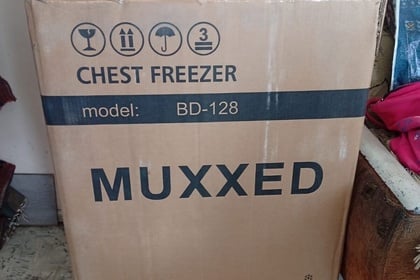 3
CHEST FREEZER
model: BD-128
MUXXED